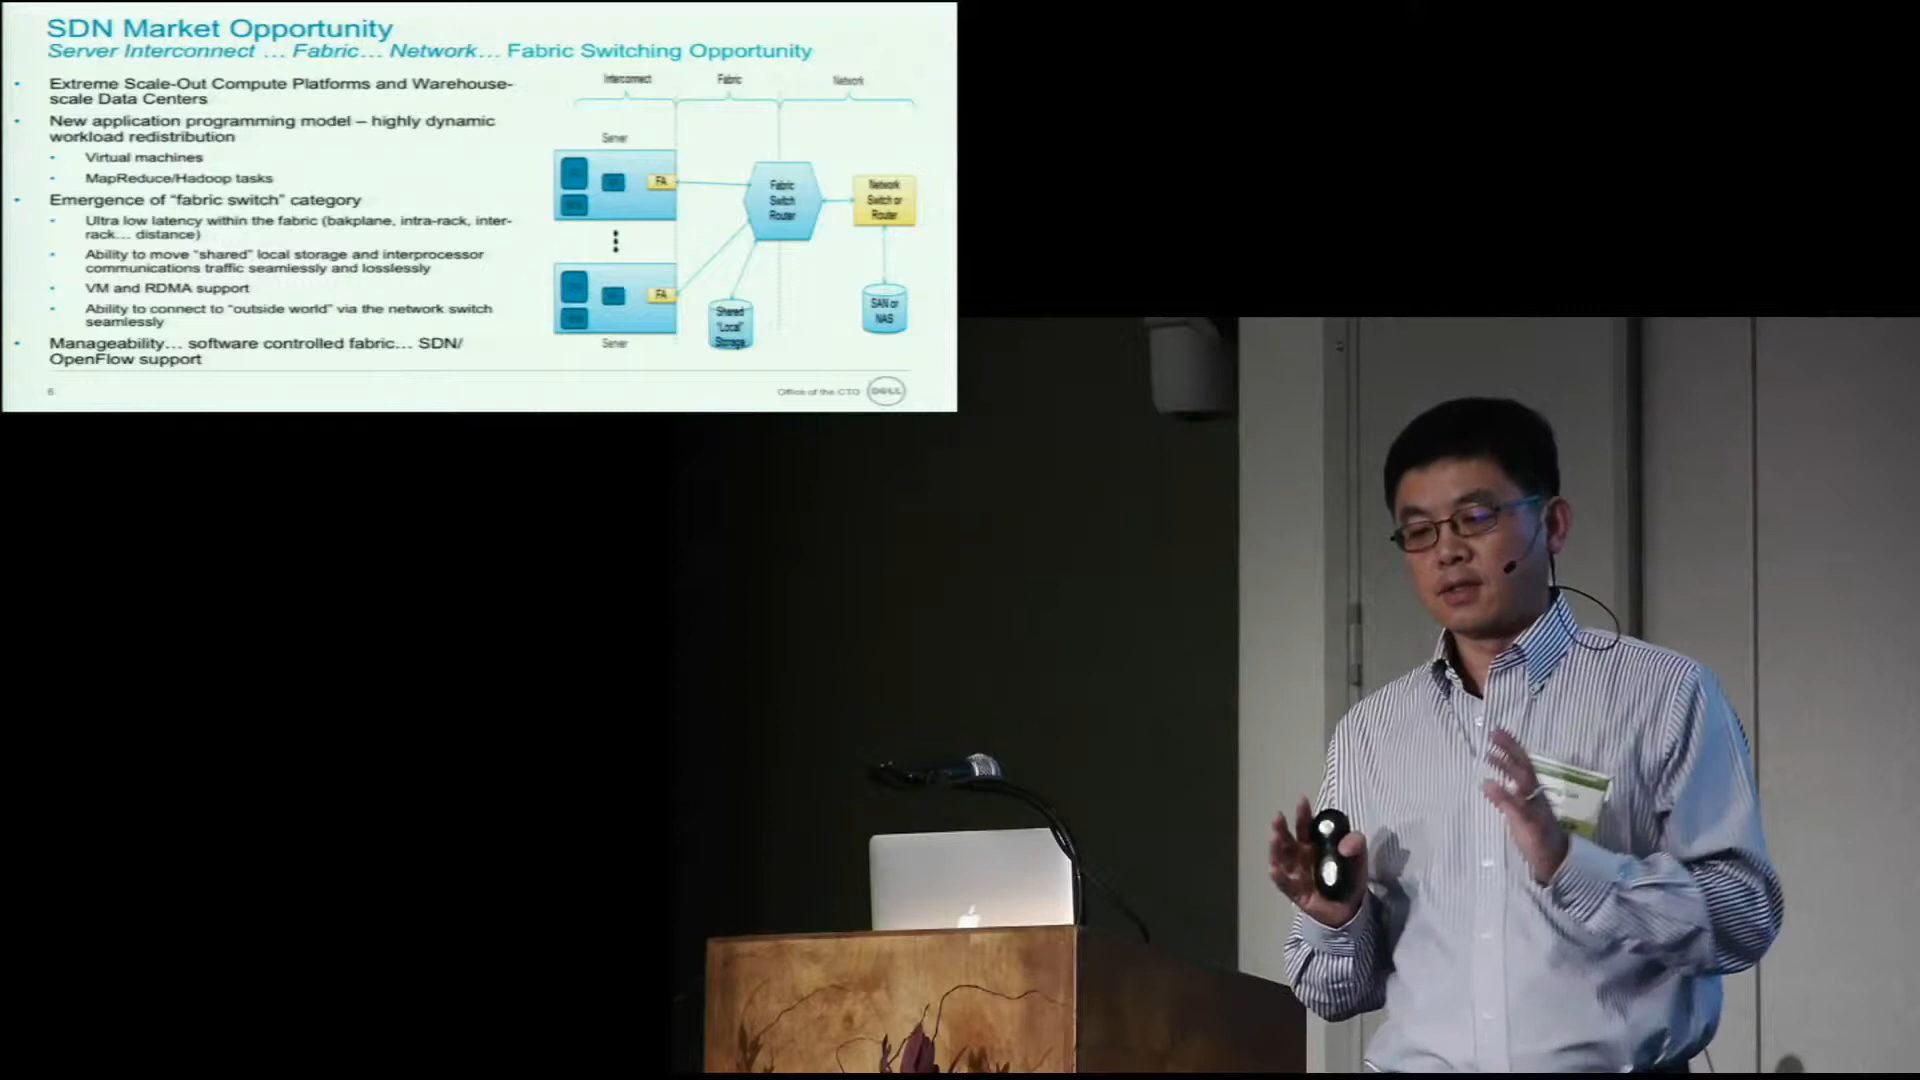 SDN Market Opportunity
Server Interconnect … Fabric… Network… Fabric Switching Opportunity
Extreme Scale-Out Compute Platforms and Warehouse-
scale Data Centers
New application programming model – highly dynamic
workload redistribution
Virtual machines
MapReduce/Hadoop tasks
Emergence of “fabric switch” category
Ultra low latency within the fabric (bakplane, intra-rack, inter-
rack… distance)
Ability to move “shared” local storage and interprocessor
communications traffic seamlessly and losslessly
VM and RDMA support
Ability to connect to “outside world” via the network switch
seamlessly
Manageability… software controlled fabric… SDN/
OpenFlow support
Interconnect
Fabric
Network
Server
FA
Fabric
Switch
Router
Network
Switch or
Router
FA
Shared
“Local”
Storage
SAN or
NAS
Server
6
Office of the CTO
DELL